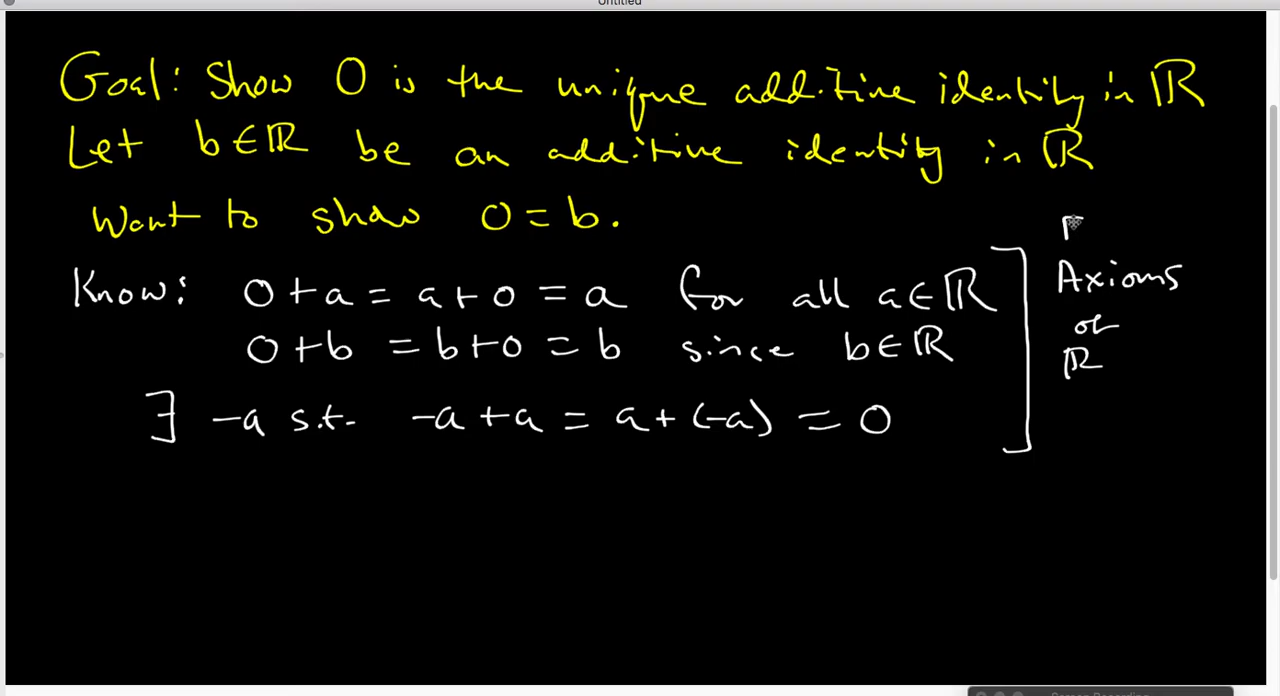 Untitled
Goal: Show 0 is the unique additive identity in ℝ
Let b∈ℝ be an additive identity in ℝ
Want to show 0 = b.
Know: 0+a = a+0 = a for all a∈ℝ
0+b = b+0 = b since b∈ℝ
∃ -a s.t. -a+a = a+(-a) = 0
Axioms
of
ℝ